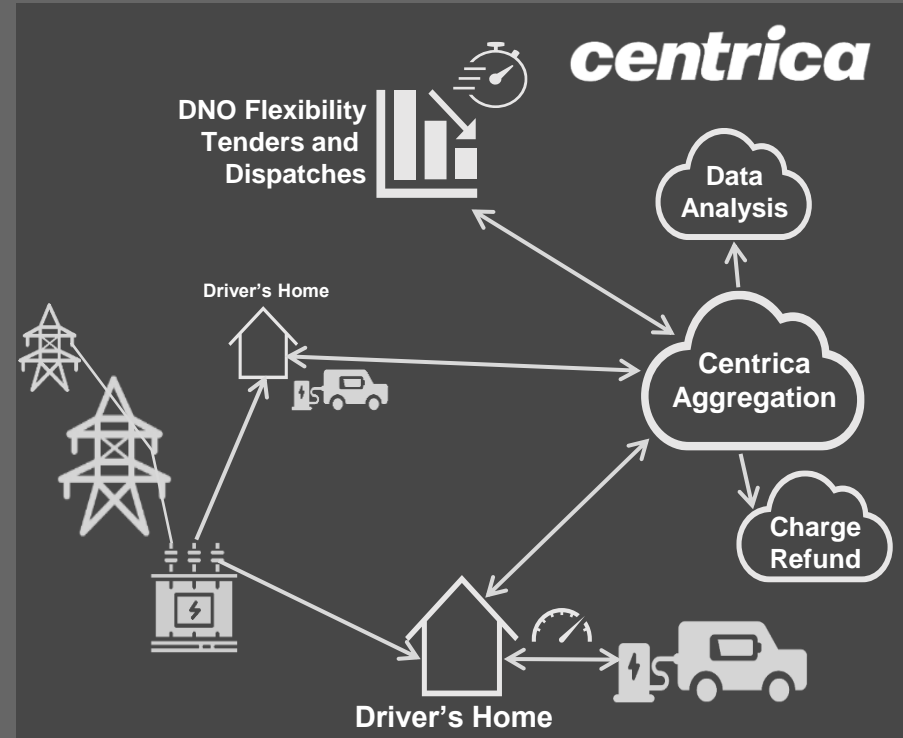 centrica
DNO Flexibility
Tenders and
Dispatches
Data
Analysis
Driver's Home
Centrica
Aggregation
Charge
Refund
Driver's Home